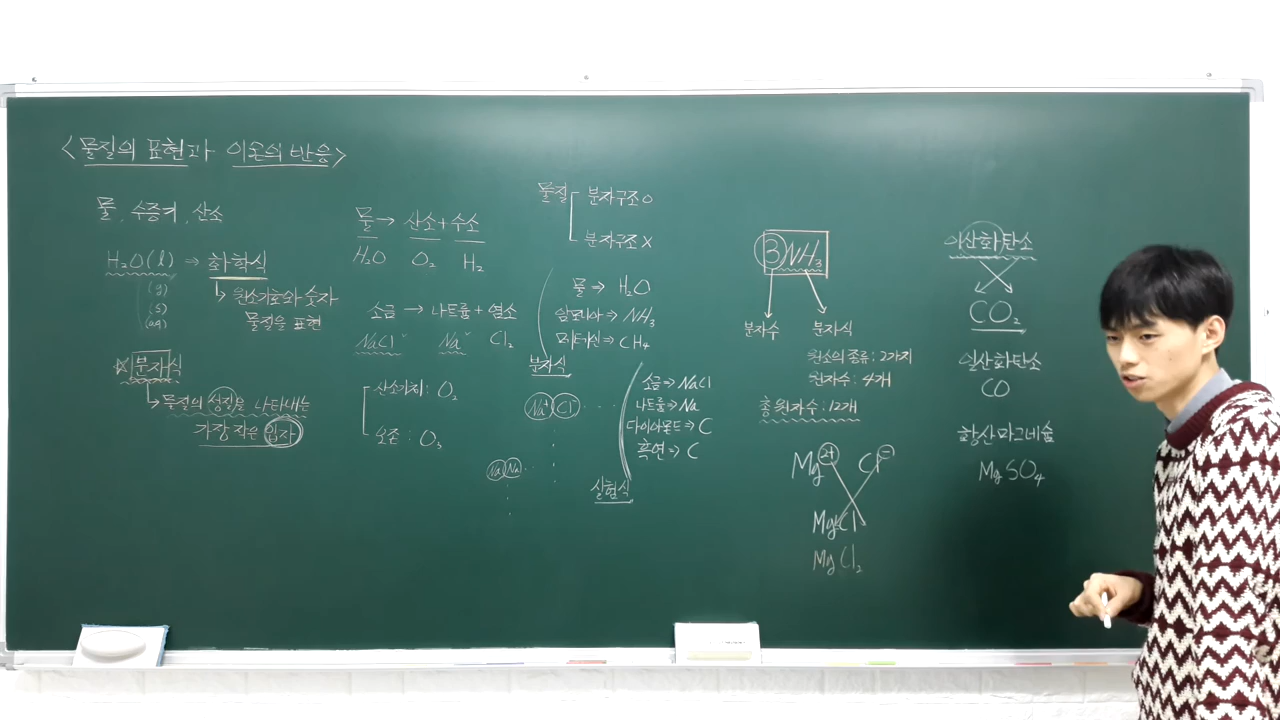 <물질의 표현과 이온의 반응>
물, 수증기, 산소
H₂O(l) ⇒ 화학식
(g)
(s)
(aq)
↳ 원소기호와 숫자
물질을 표현
☆분자식
↳ 물질의 성질을 나타내는
가장 작은 입자
물 → 산소+수소
H₂O O₂ H₂
소금 → 나트륨 + 염소
NaCl Na Cl₂
산소기체 : O₂
오존 : O₃
물질
분자구조 O
분자구조 X
물 ⇒ H₂O
암모니아 ⇒ NH₃
메테인 ⇒ CH₄
분자식
Na⁺ Cl⁻ ····
Na Na ··
소금 ⇒ NaCl
나트륨 ⇒ Na
다이아몬드 ⇒ C
흑연 ⇒ C
실험식
3NH₃
분자수 분자식
원소의 종류 : 2가지
원자수 : 4개
총 원자수 : 12개
Mg²⁺ Cl⁻
MgCl
MgCl₂
이산화탄소
CO₂
일산화탄소
CO
황산마그네슘
MgSO₄